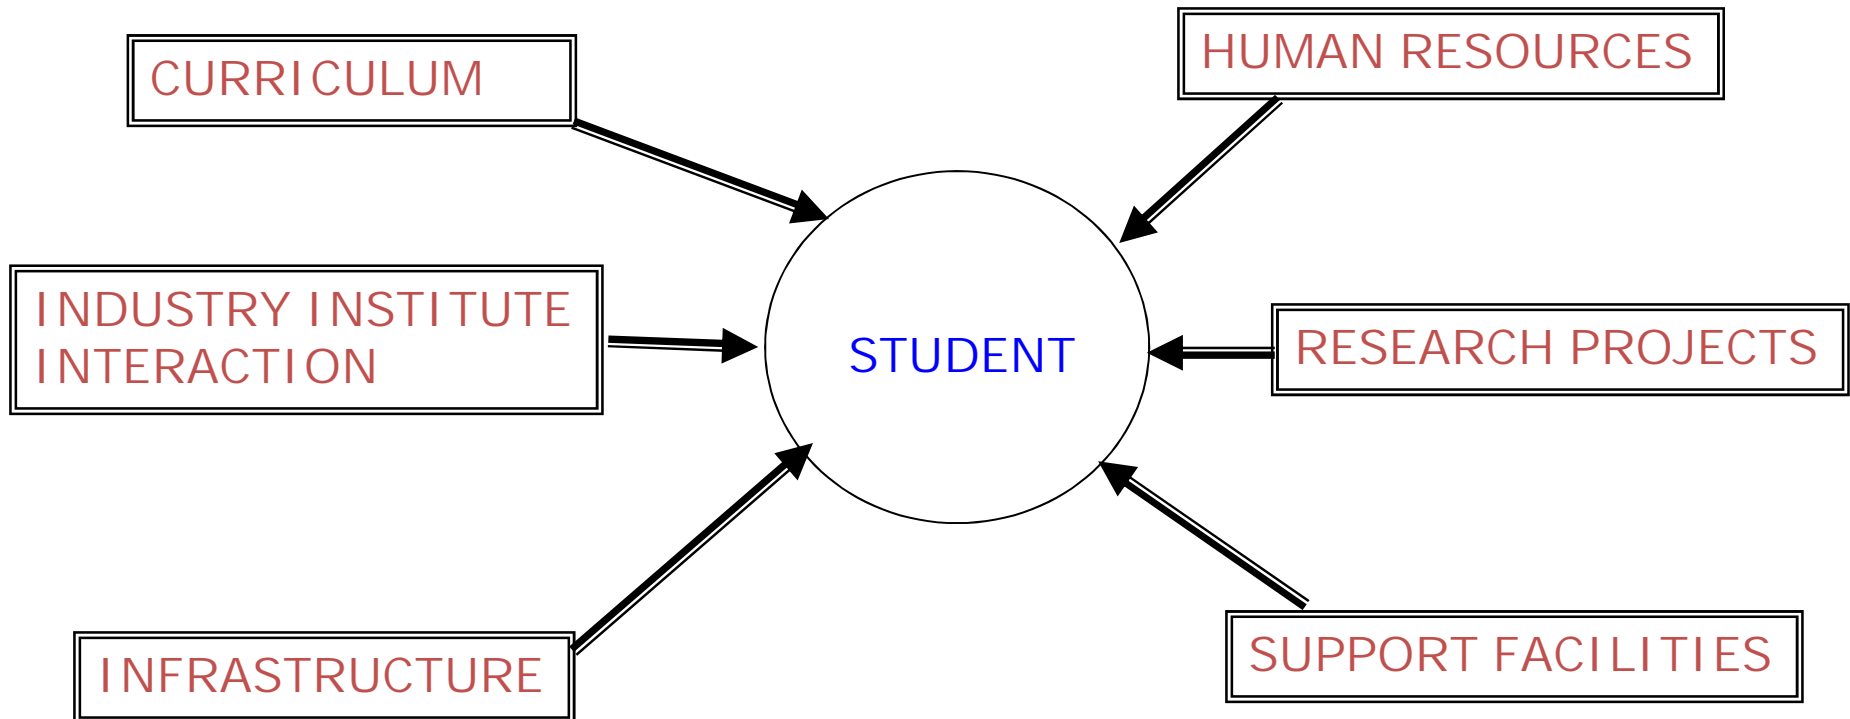 CURRICULUM
HUMAN RESOURCES
INDUSTRY INSTITUTE
INTERACTION
STUDENT
RESEARCH PROJECTS
INFRASTRUCTURE
SUPPORT FACILITIES